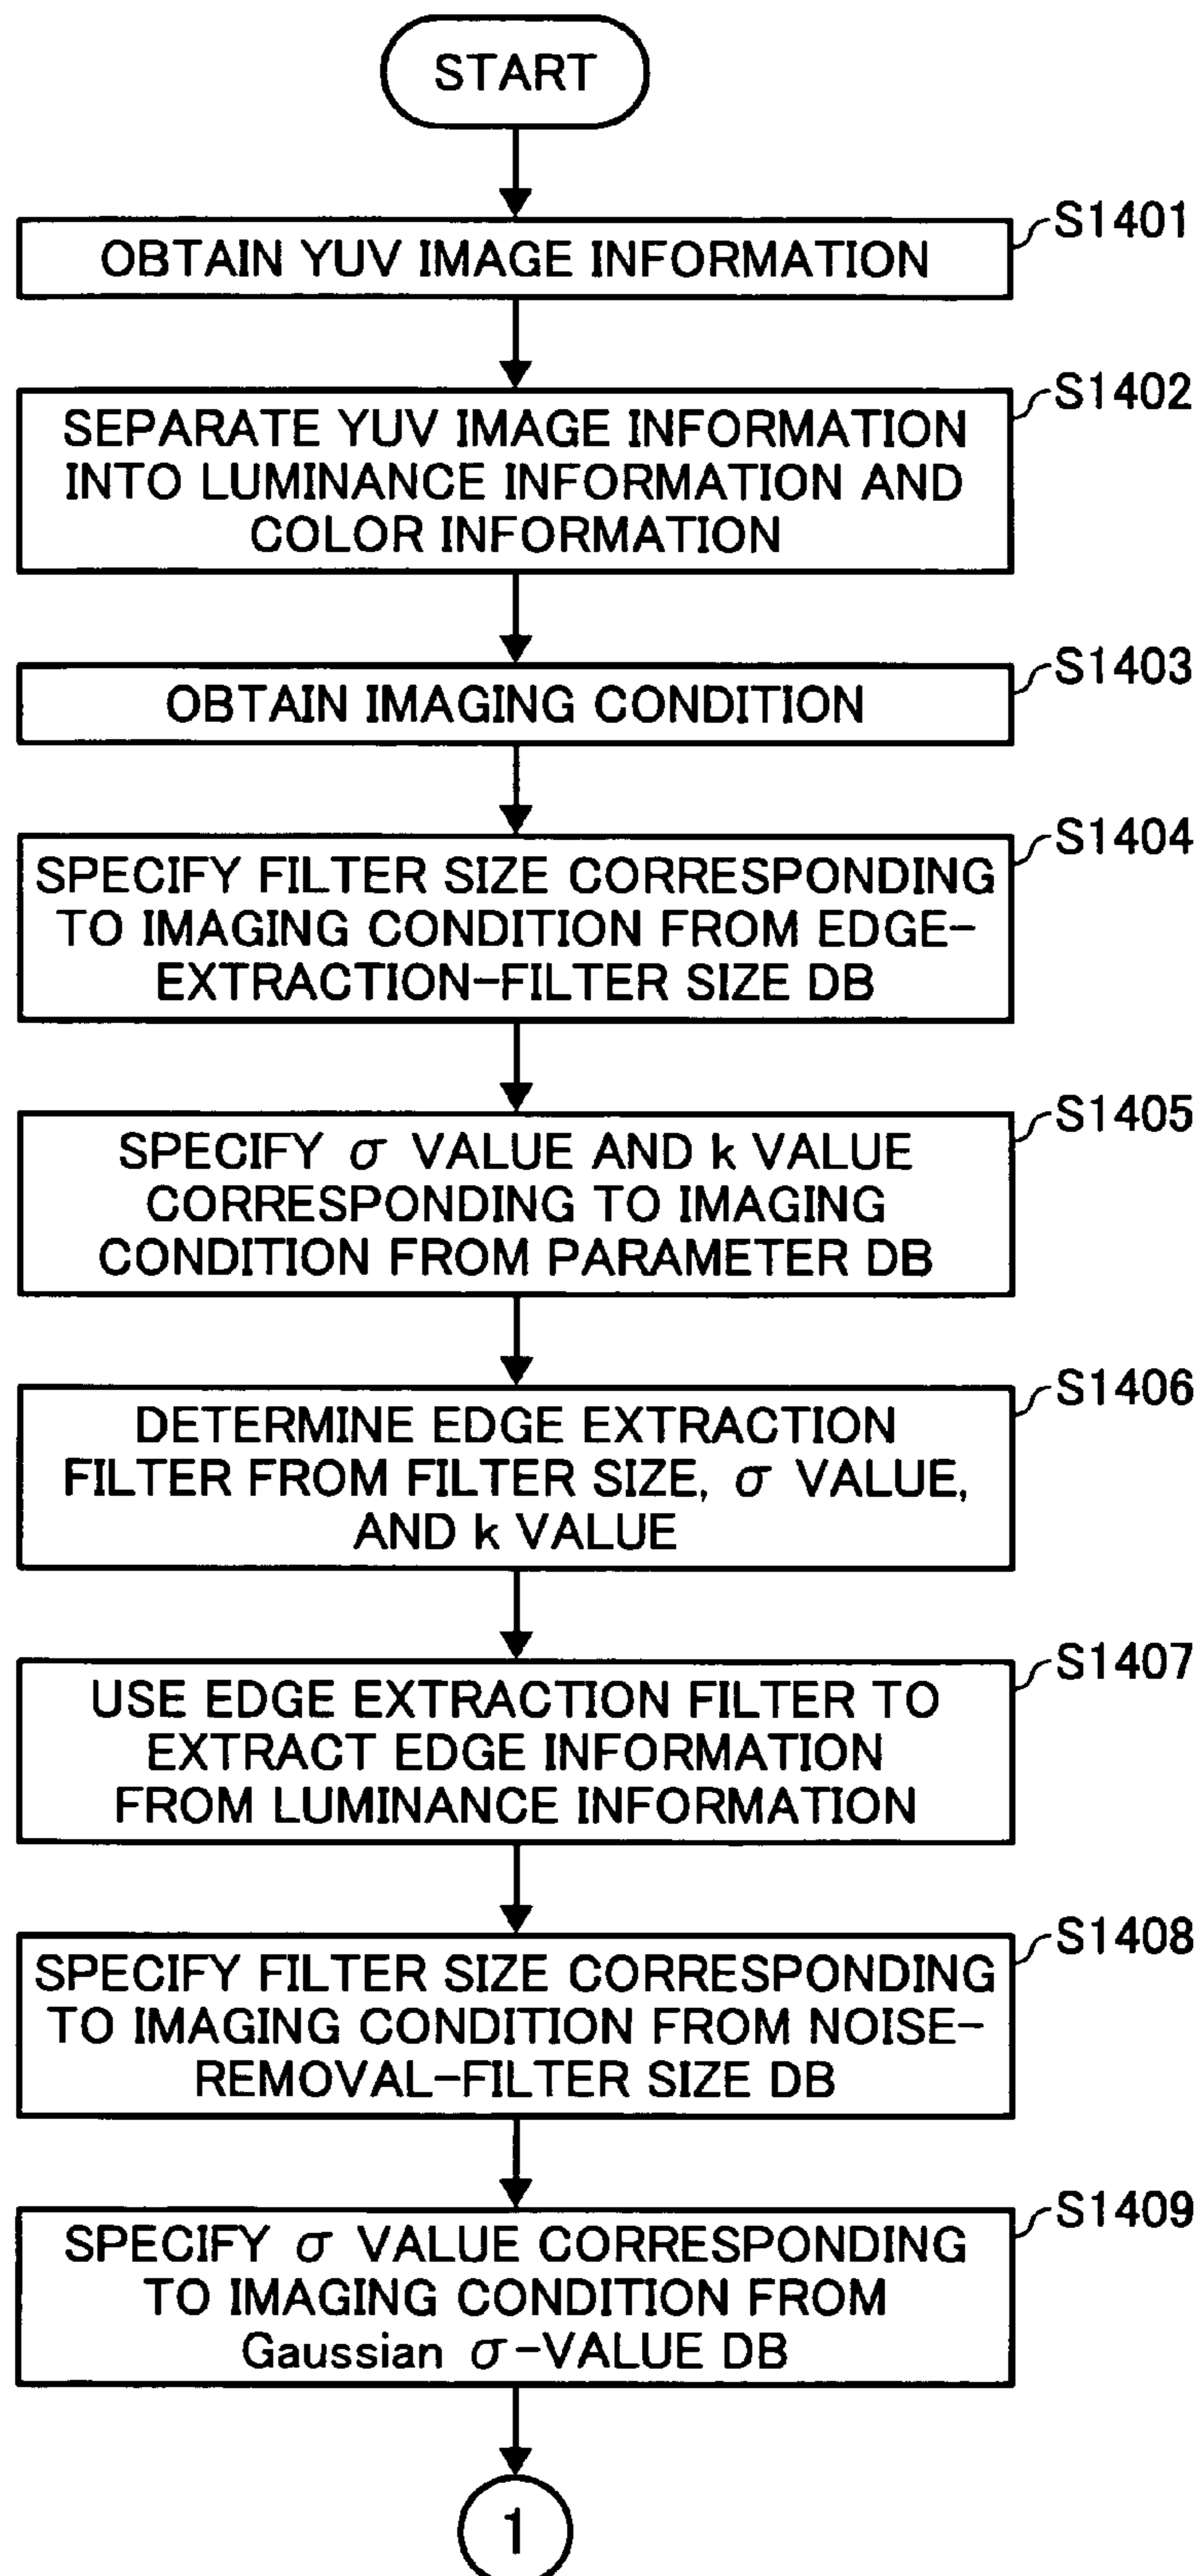 START
S1401
OBTAIN YUV IMAGE INFORMATION
S1402
SEPARATE YUV IMAGE INFORMATION
INTO LUMINANCE INFORMATION AND
COLOR INFORMATION
S1403
OBTAIN IMAGING CONDITION
S1404
SPECIFY FILTER SIZE CORRESPONDING
TO IMAGING CONDITION FROM EDGE-
EXTRACTION-FILTER SIZE DB
S1405
SPECIFY σ VALUE AND k VALUE
CORRESPONDING TO IMAGING
CONDITION FROM PARAMETER DB
S1406
DETERMINE EDGE EXTRACTION
FILTER FROM FILTER SIZE, σ VALUE,
AND k VALUE
S1407
USE EDGE EXTRACTION FILTER TO
EXTRACT EDGE INFORMATION
FROM LUMINANCE INFORMATION
S1408
SPECIFY FILTER SIZE CORRESPONDING
TO IMAGING CONDITION FROM NOISE-
REMOVAL-FILTER SIZE DB
S1409
SPECIFY σ VALUE CORRESPONDING
TO IMAGING CONDITION FROM
Gaussian σ-VALUE DB
1